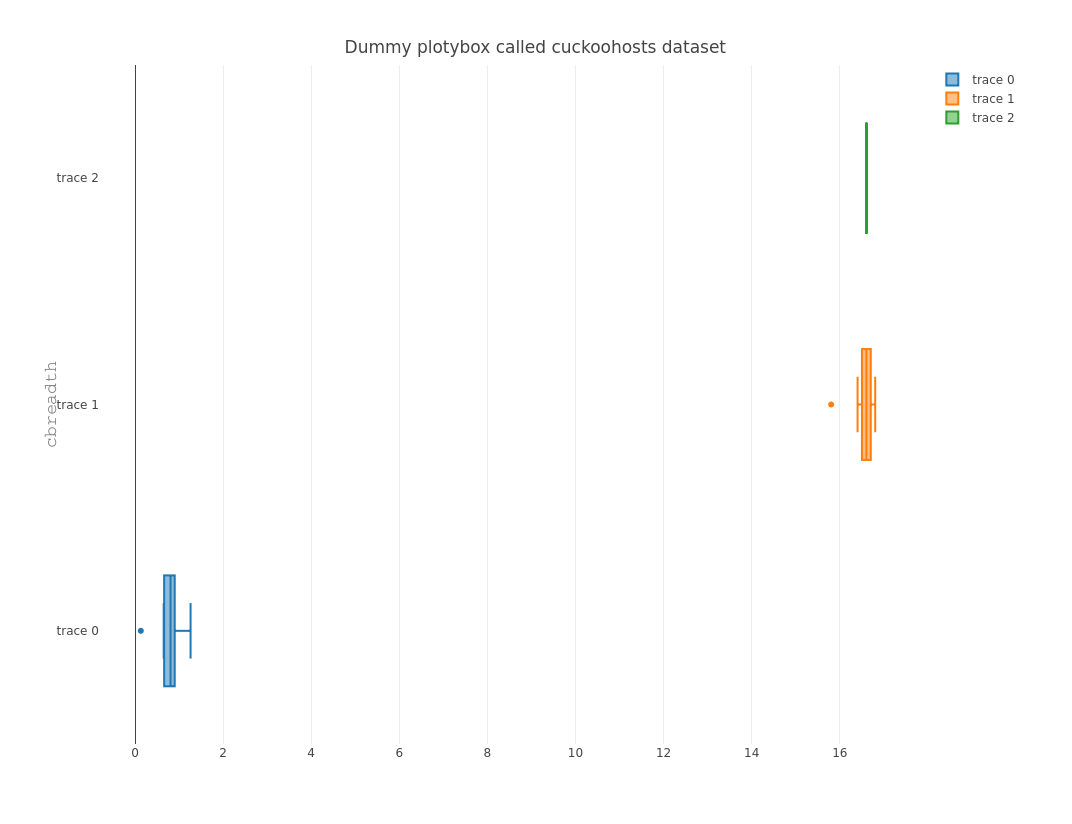 Dummy plotybox called cuckoohosts dataset
trace 0
trace 1
trace 2
trace 2
trace 1
trace 0
cbreadth
0 2 4 6 8 10 12 14 16